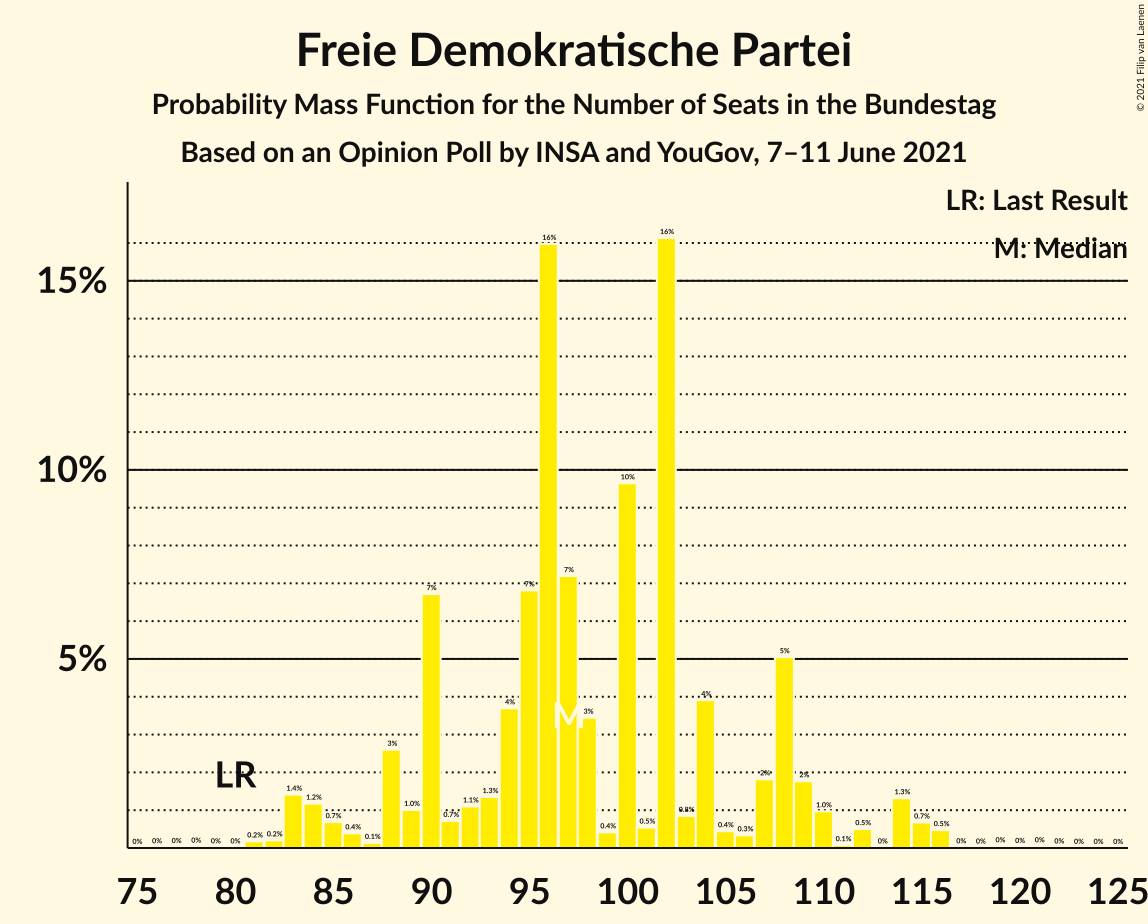 © 2021 Filip van Laenen
Freie Demokratische Partei
Probability Mass Function for the Number of Seats in the Bundestag
Based on an Opinion Poll by INSA and YouGov, 7–11 June 2021
LR: Last Result
M: Median
15%
10%
5%
0% 0% 0% 0% 0% 0% 0.2% 0.2% 1.4% 1.2% 0.7% 0.4% 0.1% 3% 1.0% 7% 0.7% 1.1% 1.3% 4% 7% 16% 7% 3% 0.4% 10% 0.5% 16% 0.8% 4% 0.4% 0.3% 2% 5% 2% 1.0% 0.1% 0.5% 0% 1.3% 0.7% 0.5% 0% 0% 0% 0% 0% 0% 0% 0% 0%
LR
M
75 80 85 90 95 100 105 110 115 120 125